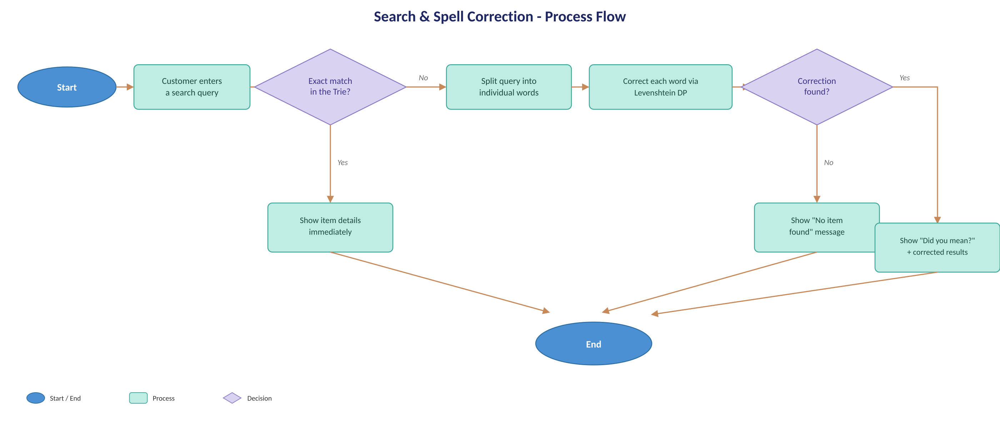 Search & Spell Correction - Process Flow
Start
Customer enters
a search query
Exact match
in the Trie?
No
Split query into
individual words
Correct each word via
Levenshtein DP
Correction
found?
Yes
Yes
No
Show item details
immediately
Show "No item
found" message
Show "Did you mean?"
+ corrected results
End
Start / End
Process
Decision